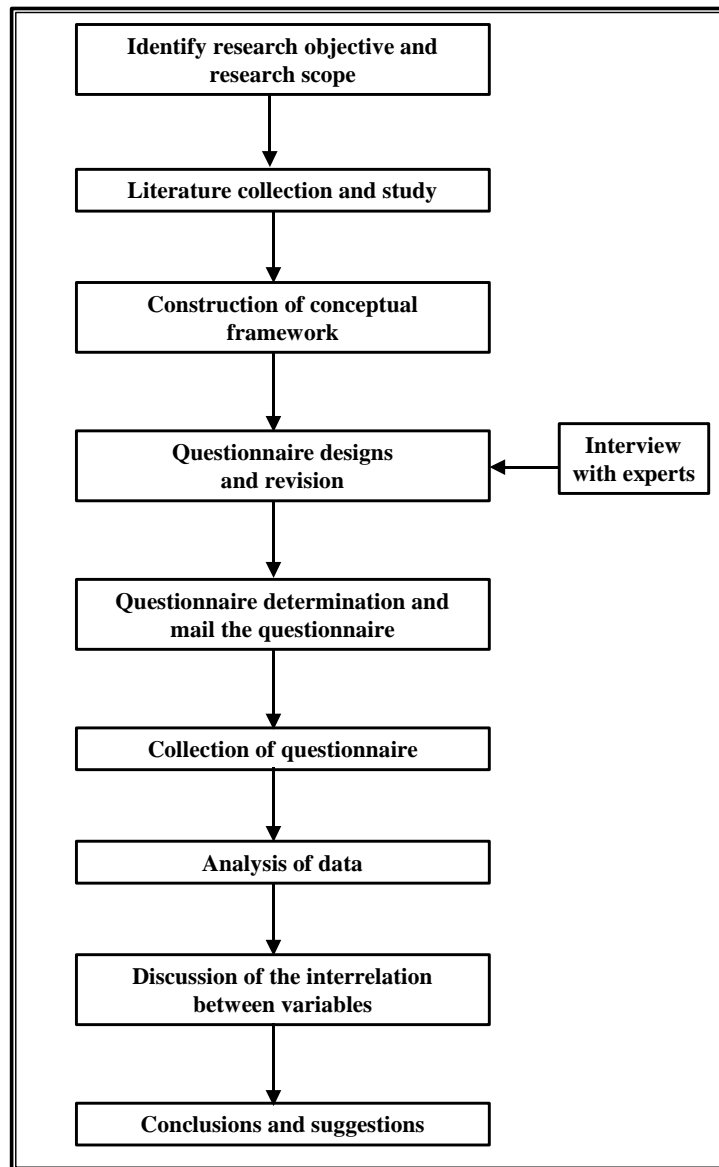 Identify research objective and
research scope
Literature collection and study
Construction of conceptual
framework
Questionnaire designs
and revision
Interview
with experts
Questionnaire determination and
mail the questionnaire
Collection of questionnaire
Analysis of data
Discussion of the interrelation
between variables
Conclusions and suggestions